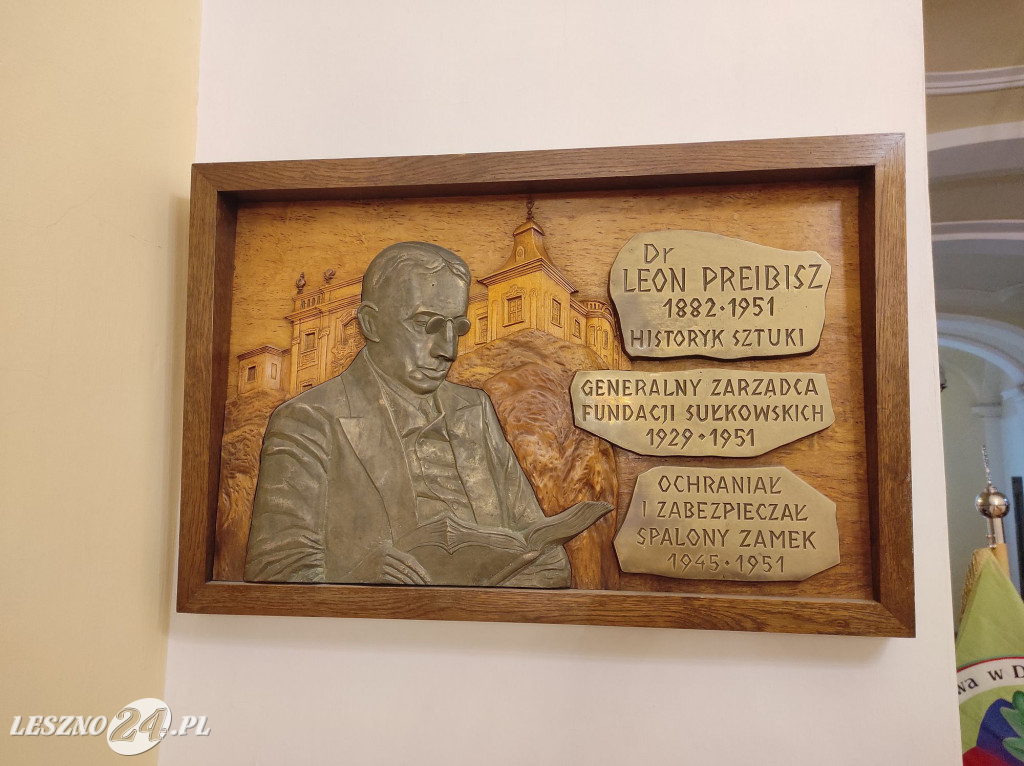 Dr
LEON PREIBISZ
1882·1951
HISTORYK SZTUKI
GENERALNY ZARZĄDCA
FUNDACJI SUŁKOWSKICH
1929·1951
OCHRANIAŁ
I ZABEZPIECZAŁ
SPALONY ZAMEK
1945·1951
LESZNO24.PL
wa w D